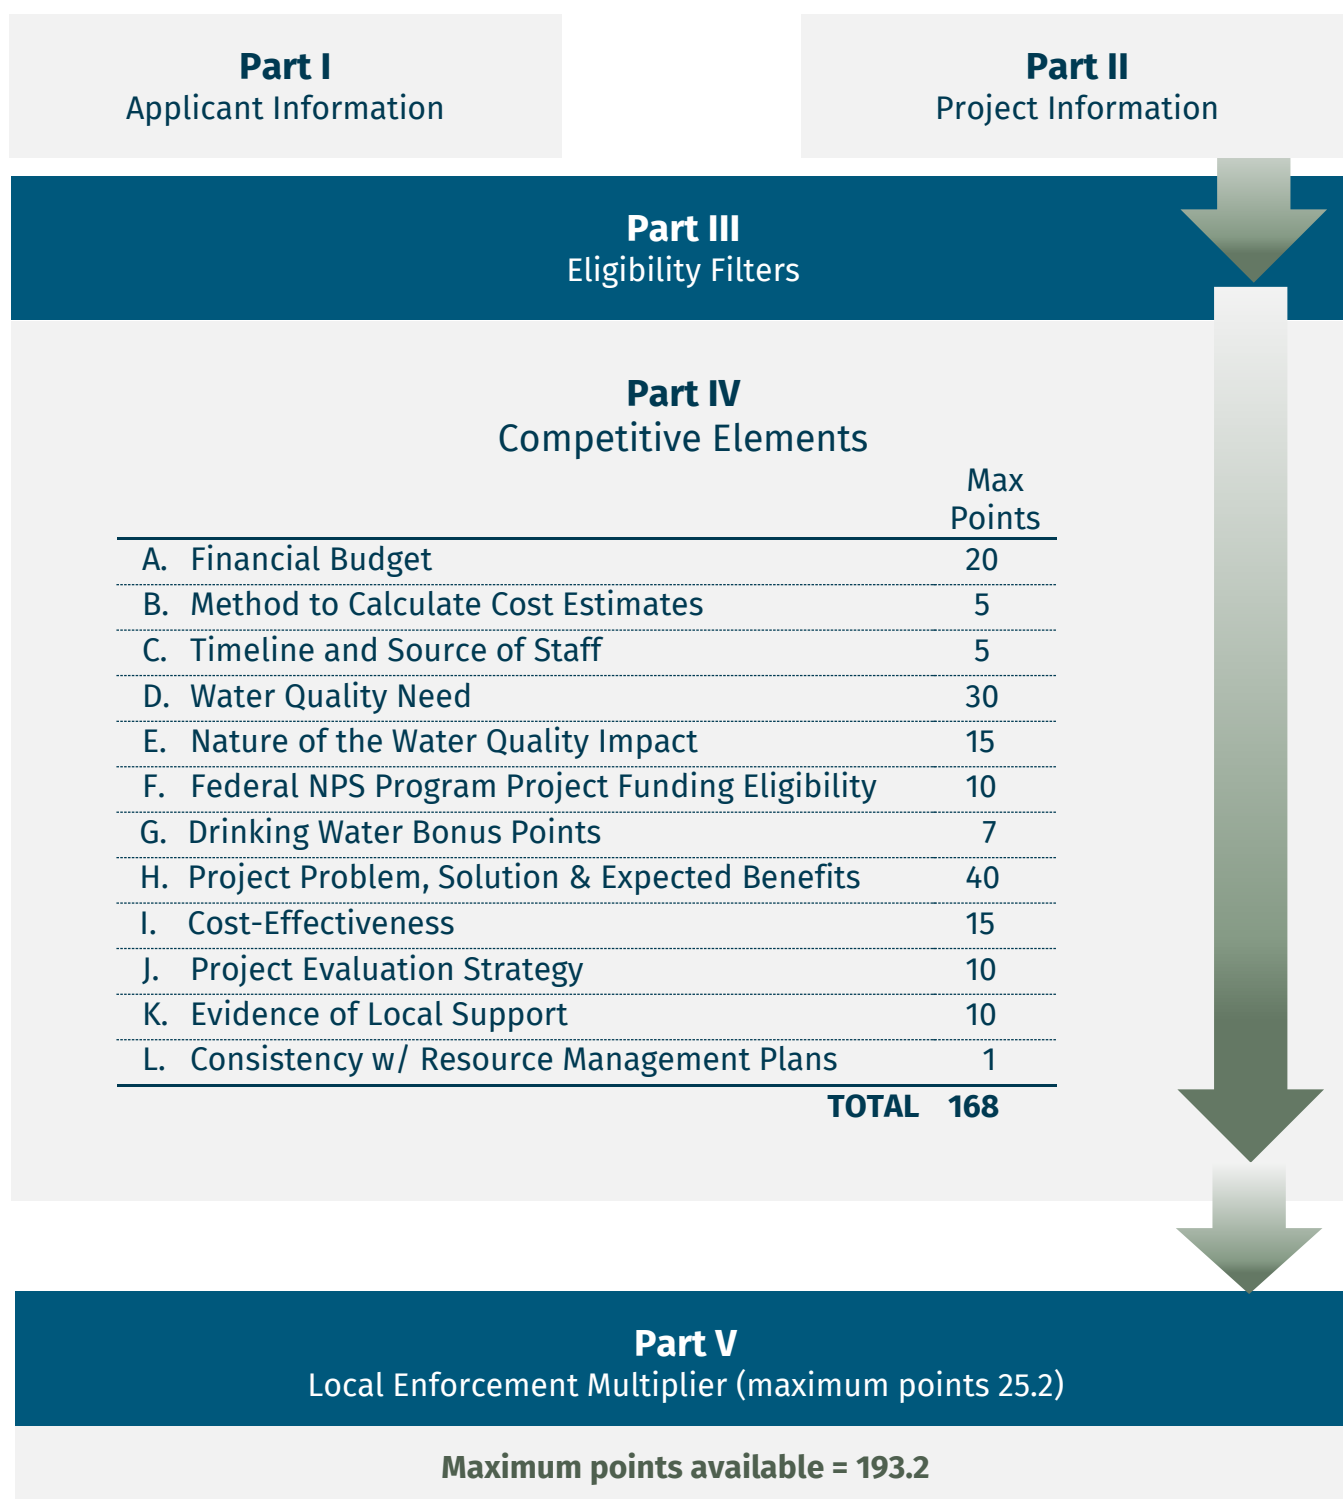 Part I
Applicant Information
Part II
Project Information
Part III
Eligibility Filters
Part IV
Competitive Elements
Max
Points
A. Financial Budget 20
B. Method to Calculate Cost Estimates 5
C. Timeline and Source of Staff 5
D. Water Quality Need 30
E. Nature of the Water Quality Impact 15
F. Federal NPS Program Project Funding Eligibility 10
G. Drinking Water Bonus Points 7
H. Project Problem, Solution & Expected Benefits 40
I. Cost-Effectiveness 15
J. Project Evaluation Strategy 10
K. Evidence of Local Support 10
L. Consistency w/ Resource Management Plans 1
TOTAL 168
Part V
Local Enforcement Multiplier (maximum points 25.2)
Maximum points available = 193.2